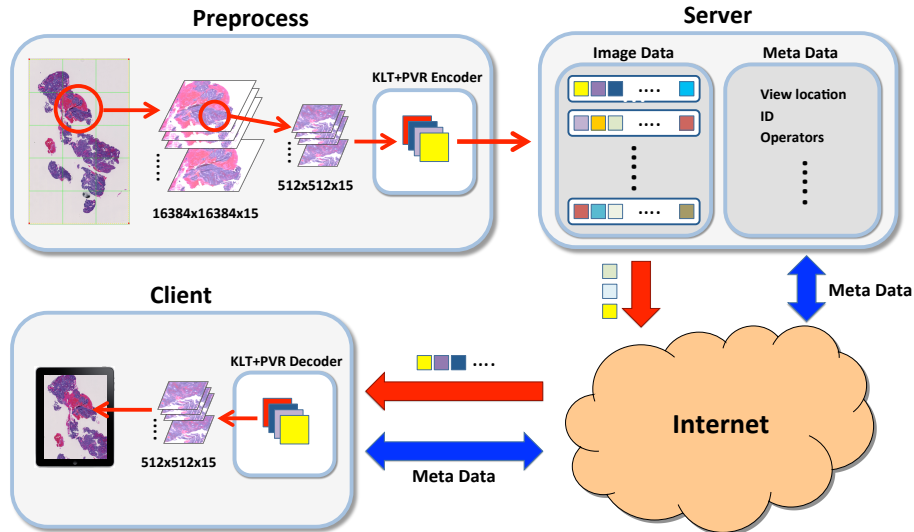 Preprocess
KLT+PVR Encoder
16384x16384x15
512x512x15
Server
Image Data
Meta Data
View location
ID
Operators
Meta Data
Client
KLT+PVR Decoder
512x512x15
Meta Data
Internet